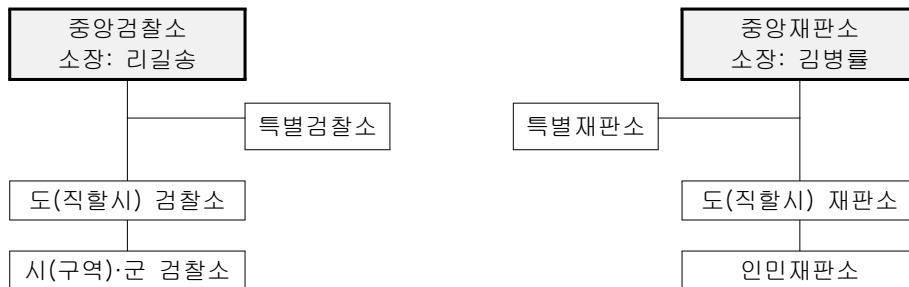 중앙검찰소
소장: 리길송
특별검찰소
도(직할시) 검찰소
시(구역)·군 검찰소
중앙재판소
소장: 김병률
특별재판소
도(직할시) 재판소
인민재판소